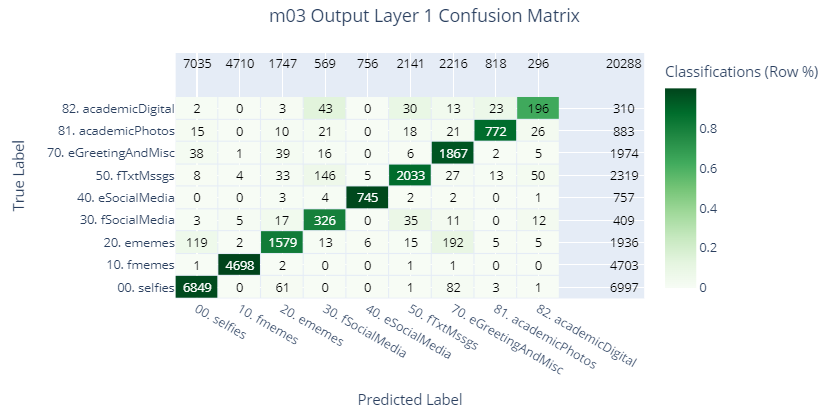 m03 Output Layer 1 Confusion Matrix
7035 4710 1747 569 756 2141 2216 818 296 20288
82. academicDigital 2 0 3 43 0 30 13 23 196 310
81. academicPhotos 15 0 10 21 0 18 21 772 26 883
70. eGreetingAndMisc 38 1 39 16 0 6 1867 2 5 1974
50. fTxtMssgs 8 4 33 146 5 2033 27 13 50 2319
40. eSocialMedia 0 0 3 4 745 2 2 0 1 757
30. fSocialMedia 3 5 17 326 0 35 11 0 12 409
20. ememes 119 2 1579 13 6 15 192 5 5 1936
10. fmemes 1 4698 2 0 0 1 1 0 0 4703
00. selfies 6849 0 61 0 0 1 82 3 1 6997
00. selfies
10. fmemes
20. ememes
30. fSocialMedia
40. eSocialMedia
50. fTxtMssgs
70. eGreetingAndMisc
81. academicPhotos
82. academicDigital
Predicted Label
True Label
Classifications (Row %)
0.8
0.6
0.4
0.2
0